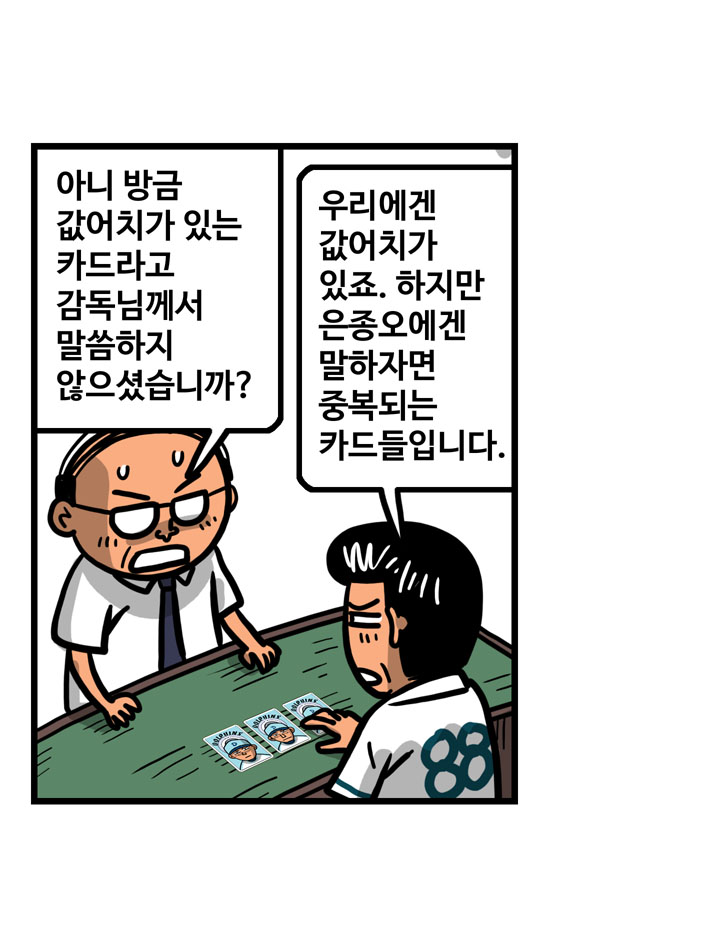 아니 방금
값어치가 있는
카드라고
감독님께서
말씀하지
않으셨습니까?
우리에겐
값어치가
있죠. 하지만
은종오에겐
말하자면
중복되는
카드들입니다.
DOLPHINS
DOLPHINS
DOLPHINS